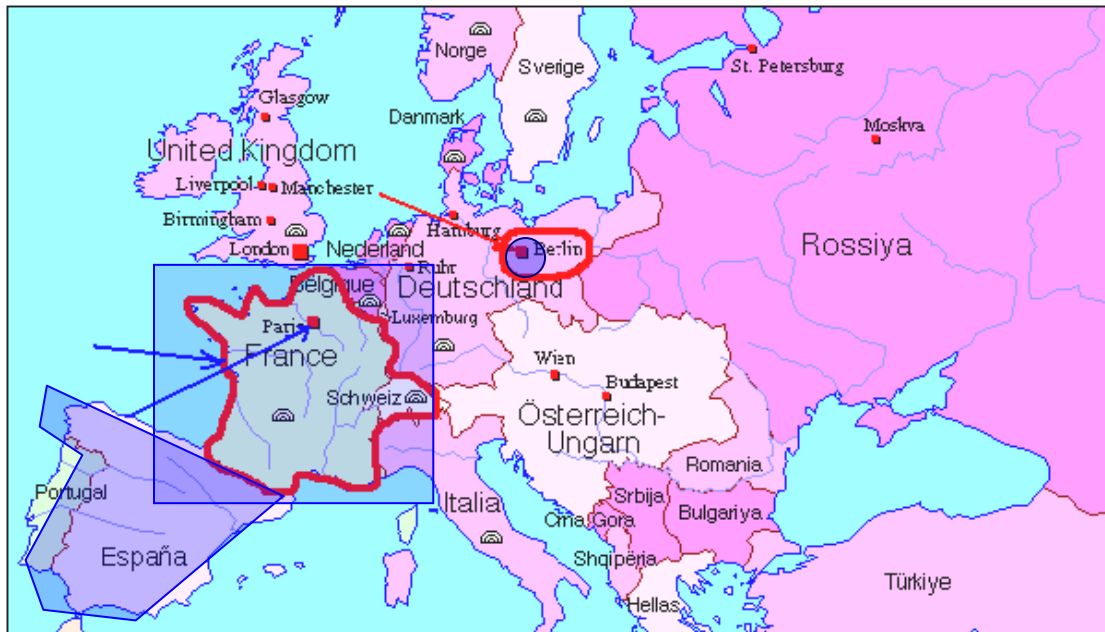 Norge
Sverige
St. Petersburg
Glasgow
Danmark
Moskva
United Kingdom
Liverpool
Manchester
Birmingham
Hamburg
London
Nederland
Berlin
Rossiya
Ruhr
Belgique
Deutschland
Luxemburg
Paris
France
Wien
Budapest
Schweiz
Österreich-
Ungarn
Romania
Portugal
Italia
Srbija
Bulgariya
Crna Gora
España
Shqipëria
Türkiye
Hellas